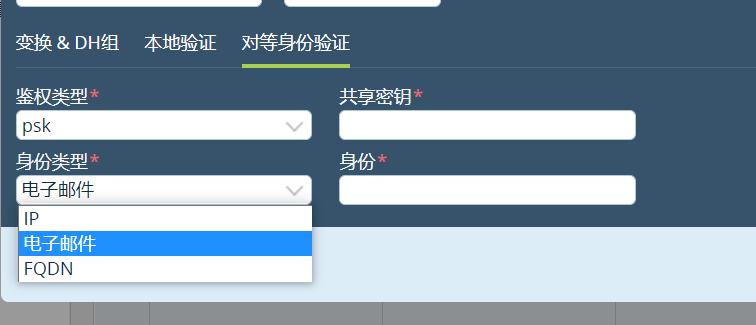 变换 & DH组 本地验证 对等身份验证
鉴权类型* 共享密钥*
psk
身份类型* 身份*
电子邮件
IP
电子邮件
FQDN